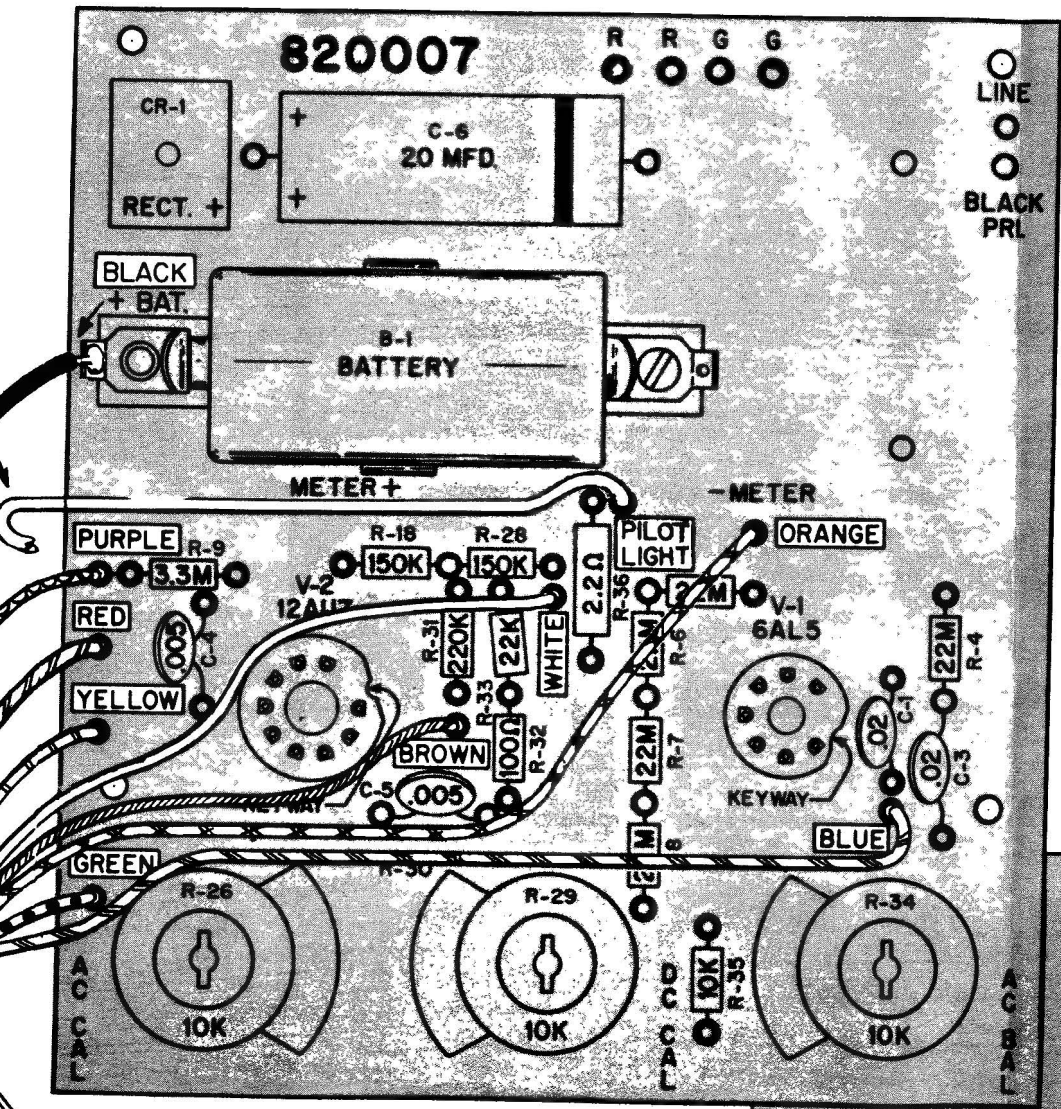 820007
R R G G
LINE
BLACK
PRI.
CR-1
RECT. +
+
C-6
20 MFD.
+
BLACK
+ BAT.
B-1
BATTERY
METER +
- METER
PURPLE
R-9
3.3M
R-18
150K
R-28
150K
2.2Ω
R-36
PILOT
LIGHT
ORANGE
V-2
RED
.005
C-4
R-31
220K
22K
R-33
WHITE
R-6
V-1
6AL5
22M
R-4
YELLOW
BROWN
100Ω
R-32
22M
R-7
.02
C-1
.02
C-3
KEYWAY
C-5
.005
KEYWAY
BLUE
GREEN
R-30
R-26
10K
R-29
10K
R-34
10K
10K
R-35
AC CAL
DC CAL
AC BAL